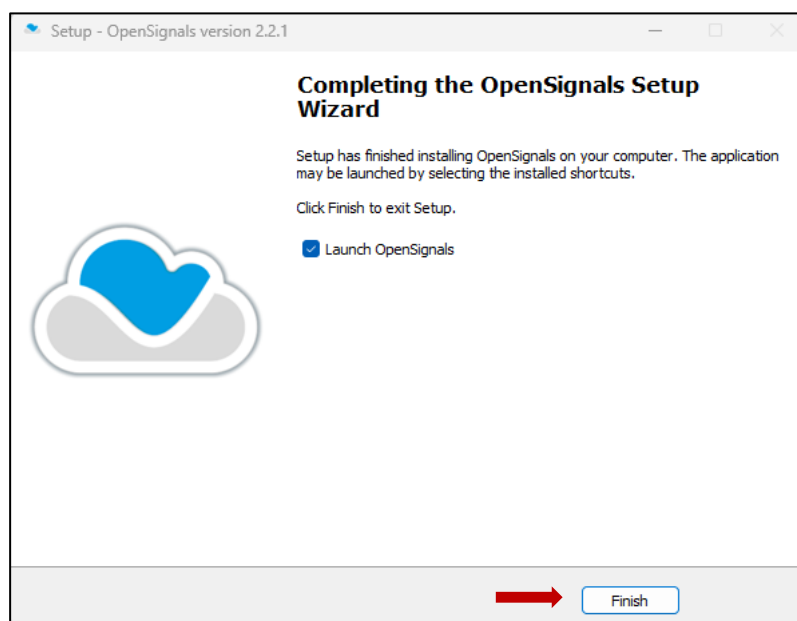 Setup - OpenSignals version 2.2.1
Completing the OpenSignals Setup
Wizard
Setup has finished installing OpenSignals on your computer. The application
may be launched by selecting the installed shortcuts.
Click Finish to exit Setup.
Launch OpenSignals
Finish